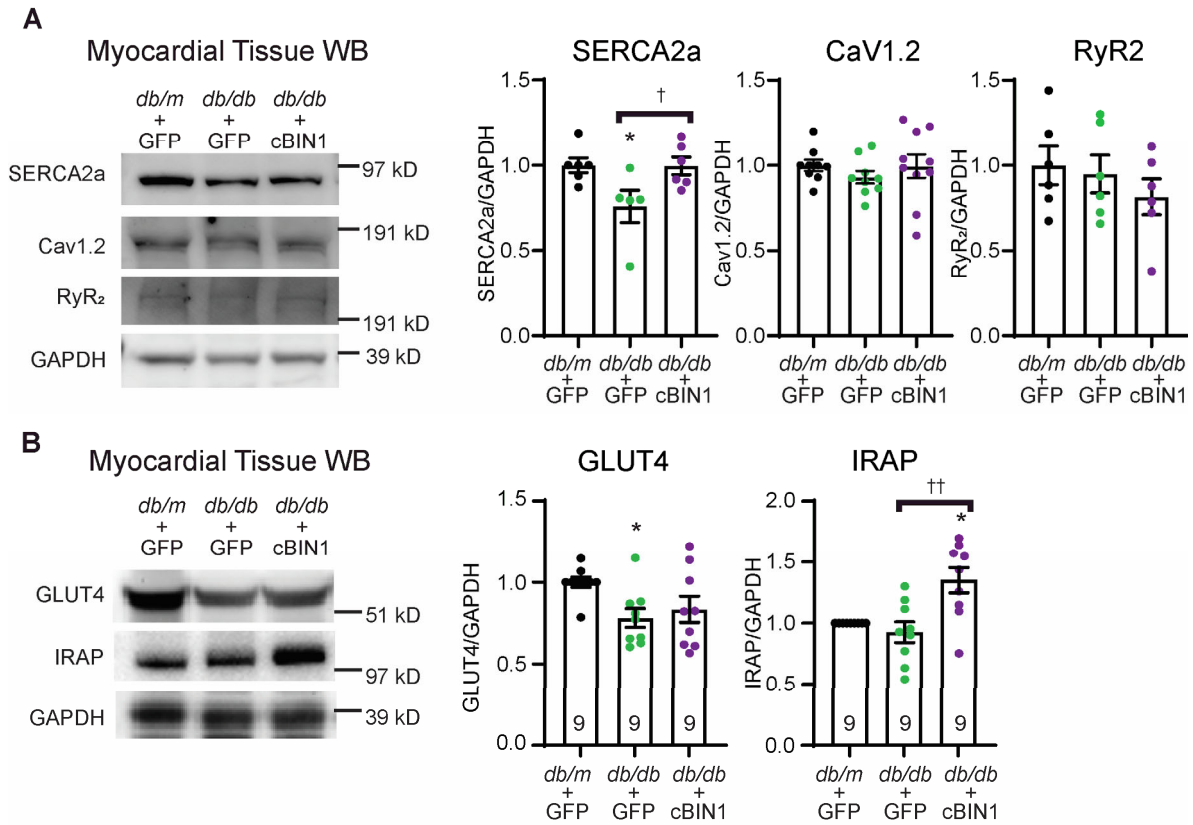 A
Myocardial Tissue WB
db/m db/db db/db
+ + +
GFP GFP cBIN1
SERCA2a
97 kD
Cav1.2
191 kD
RyR₂
191 kD
GAPDH
39 kD
SERCA2a
SERCA2a/GAPDH
1.5
1.0
0.5
0.0
*
†
db/m db/db db/db
+ + +
GFP GFP cBIN1
CaV1.2
Cav1.2/GAPDH
1.5
1.0
0.5
0.0
db/m db/db db/db
+ + +
GFP GFP cBIN1
RyR2
RyR₂/GAPDH
1.5
1.0
0.5
0.0
db/m db/db db/db
+ + +
GFP GFP cBIN1
B
Myocardial Tissue WB
db/m db/db db/db
+ + +
GFP GFP cBIN1
GLUT4
51 kD
IRAP
97 kD
GAPDH
39 kD
GLUT4
GLUT4/GAPDH
1.5
1.0
0.5
0.0
*
9 9 9
db/m db/db db/db
+ + +
GFP GFP cBIN1
IRAP
IRAP/GAPDH
2.0
1.5
1.0
0.5
0.0
††
*
9 9 9
db/m db/db db/db
+ + +
GFP GFP cBIN1